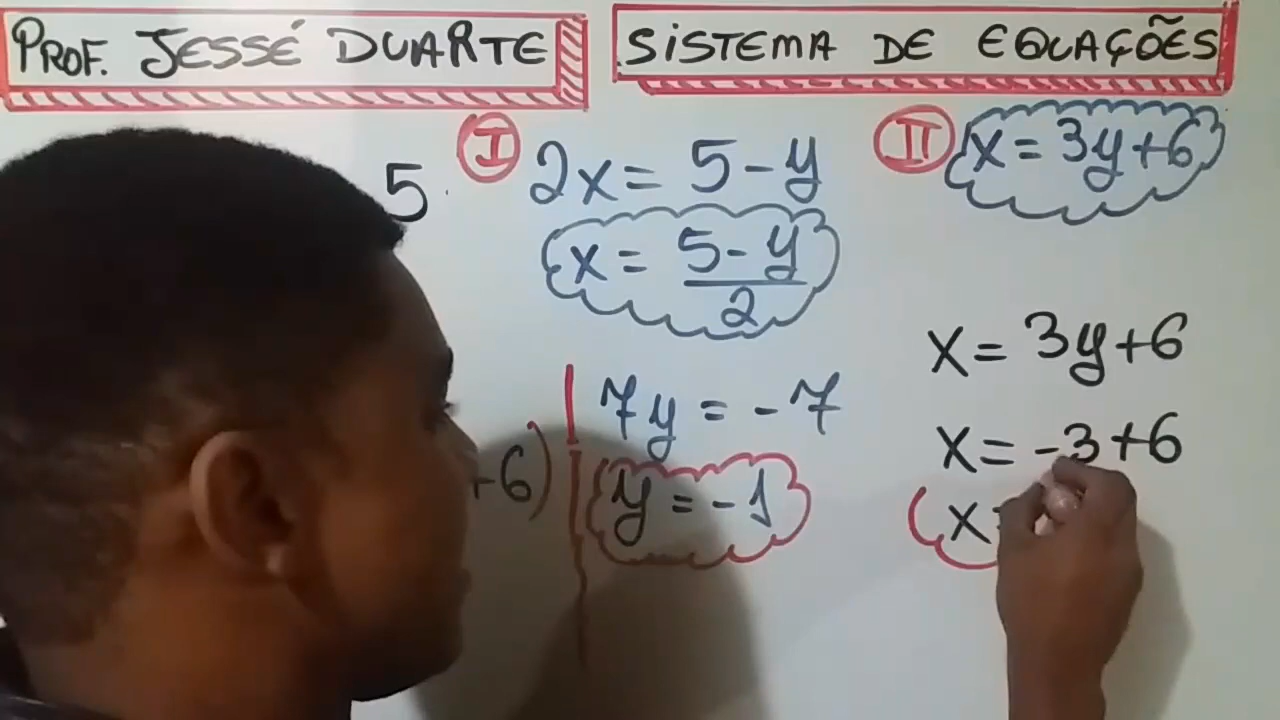 PROF. JESSÉ DUARTE
SISTEMA DE EQUAÇÕES
5
I 2x = 5 - y
x = 5 - y / 2
II x = 3y + 6
+6)
7y = -7
y = -1
x = 3y + 6
x = -3 + 6
x